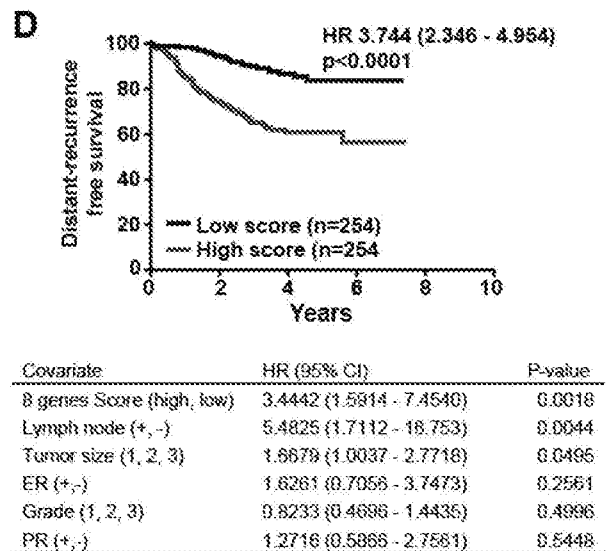 D
HR 3.744 (2.346 - 4.954)
p<0.0001
Distant-recurrence
free survival
100
80
60
40
20
0
Low score (n=254)
High score (n=254
0 2 4 6 8 10
Years
Covariate HR (95% CI) P-value
8 genes Score (high, low) 3.4442 (1.5914 - 7.4540) 0.0018
Lymph node (+,-) 5.4825 (1.7112 - 16.753) 0.0044
Tumor size (1, 2, 3) 1.6679 (1.0037 - 2.7718) 0.0495
ER (+,-) 1.6261 (0.7056 - 3.7473) 0.2561
Grade (1, 2, 3) 0.8233 (0.4696 - 1.4435) 0.4996
PR (+,-) 1.2716 (0.5866 - 2.7561) 0.5448